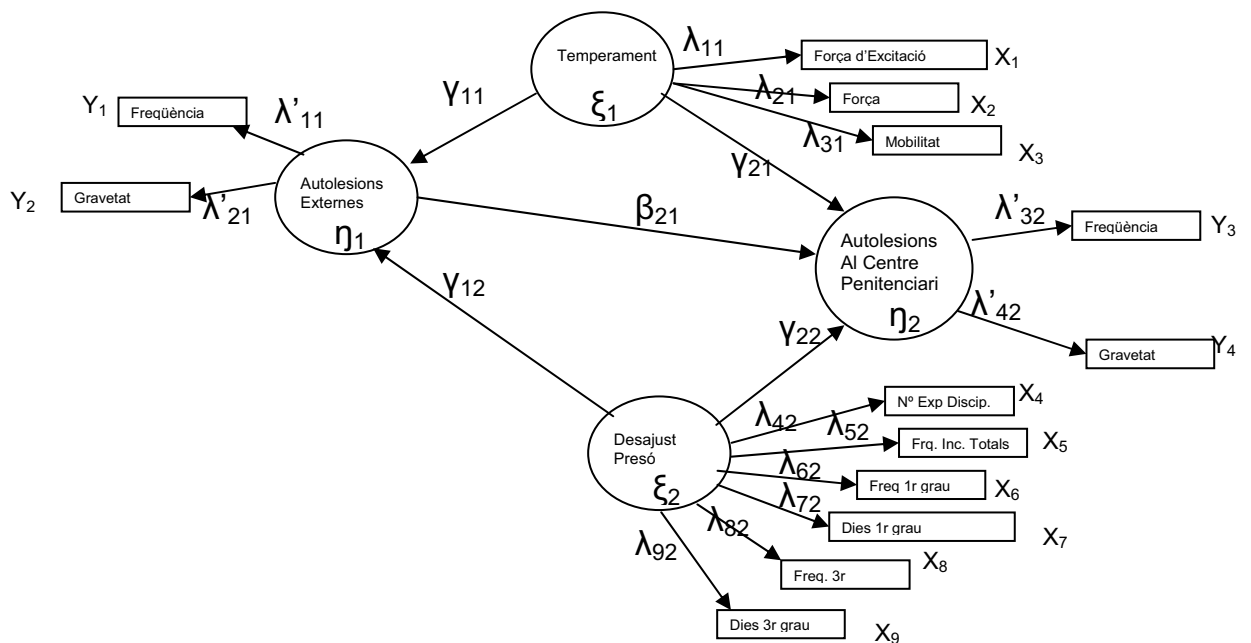 Temperament
ξ1
λ11
Força d'Excitació
X1
λ21
Força
X2
λ31
Mobilitat
X3
γ11
γ21
Y1
Freqüència
λ'11
Y2
Gravetat
λ'21
Autolesions
Externes
η1
β21
Autolesions
Al Centre
Penitenciari
η2
λ'32
Freqüència
Y3
λ'42
Gravetat
Y4
γ12
γ22
Desajust
Presó
ξ2
λ42
Nº Exp Discip.
X4
λ52
Frq. Inc. Totals
X5
λ62
Freq 1r grau
X6
λ72
Dies 1r grau
X7
λ82
Freq. 3r
X8
λ92
Dies 3r grau
X9